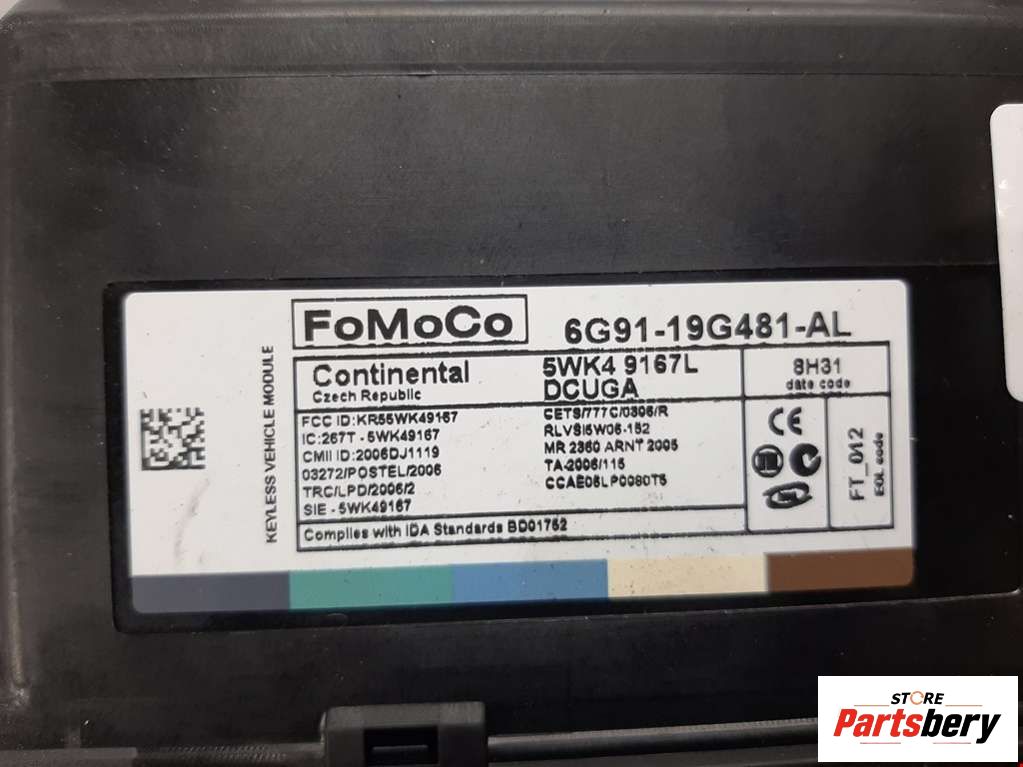 FoMoCo
6G91-19G481-AL
Continental
Czech Republic
5WK4 9167L
DCUGA
8H31
date code
KEYLESS VEHICLE MODULE
FCC ID:KR55WK49167
IC:267T - 5WK49167
CMII ID:2006DJ1119
03272/POSTEL/2006
TRC/LPD/2006/2
SIE - 5WK49167
CETS/777C/0306/R
RLVSI5W06-152
MR 2360 ARNT 2005
TA-2006/115
CCAE06LP0080T5
CE
FT_012
EOL code
Complies with IDA Standards BD01752
STORE
Partsbery